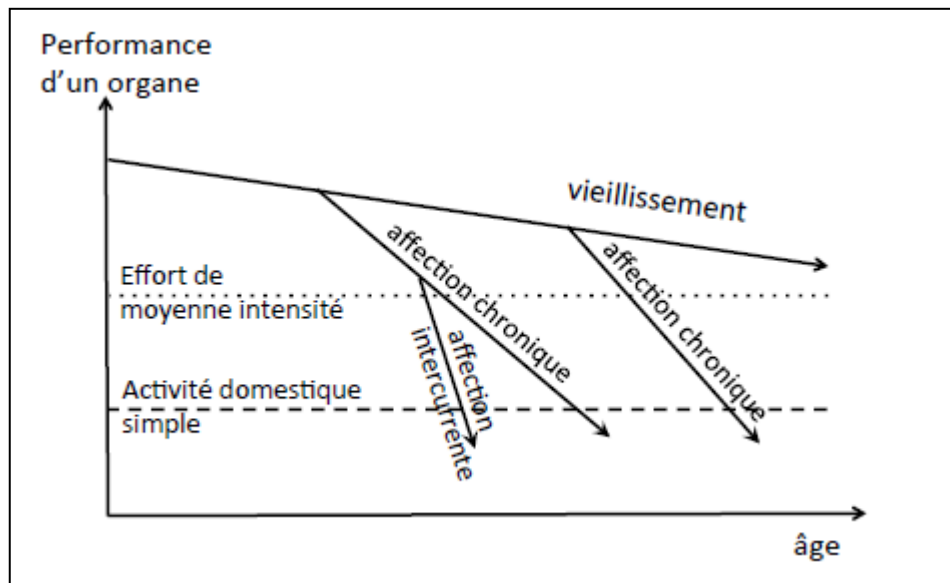 Performance
d'un organe
vieillissement
affection chronique
affection chronique
Effort de
moyenne intensité
affection
intercurrente
Activité domestique
simple
âge